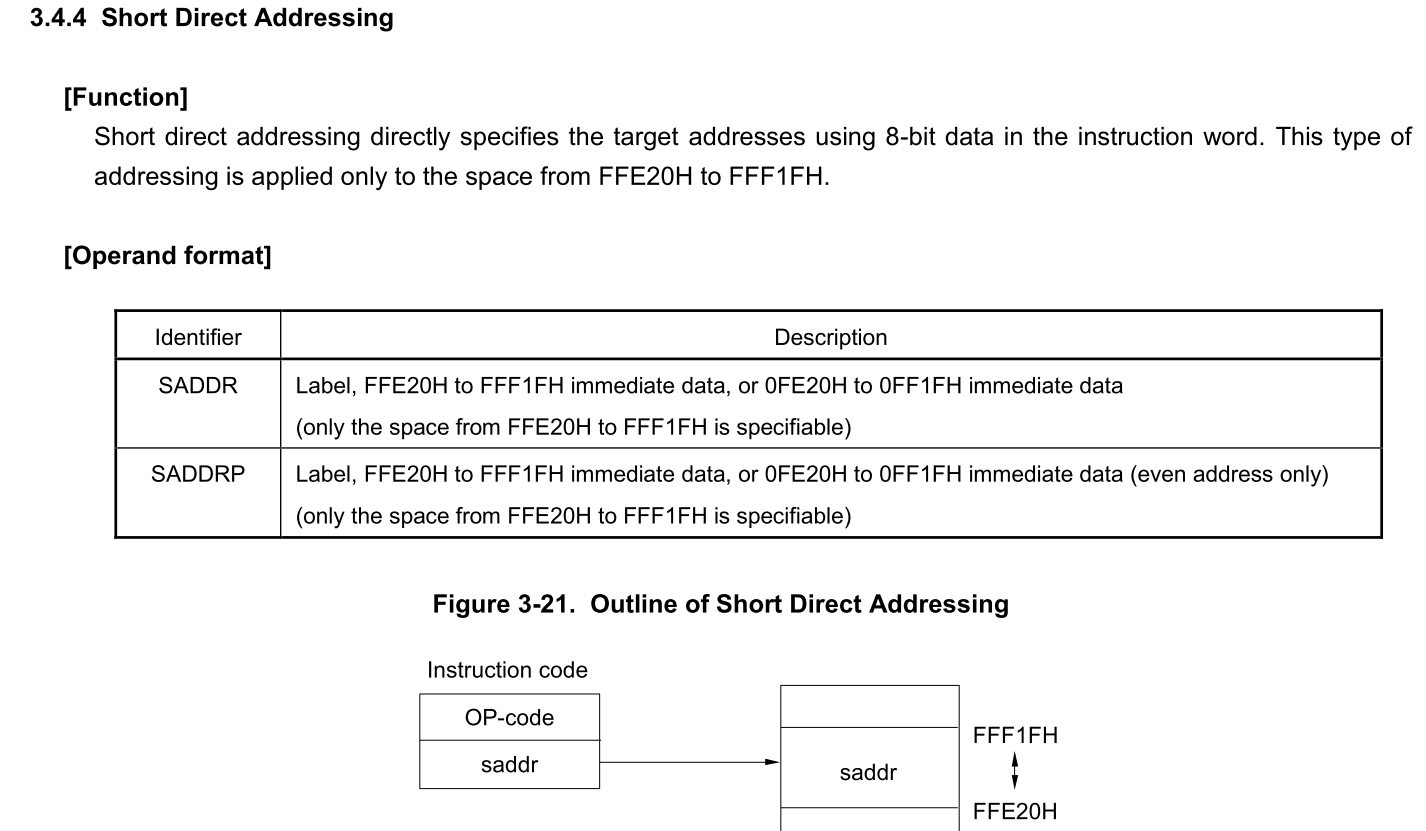 3.4.4 Short Direct Addressing
[Function]
Short direct addressing directly specifies the target addresses using 8-bit data in the instruction word. This type of
addressing is applied only to the space from FFE20H to FFF1FH.
[Operand format]
Identifier Description
SADDR Label, FFE20H to FFF1FH immediate data, or 0FE20H to 0FF1FH immediate data
(only the space from FFE20H to FFF1FH is specifiable)
SADDRP Label, FFE20H to FFF1FH immediate data, or 0FE20H to 0FF1FH immediate data (even address only)
(only the space from FFE20H to FFF1FH is specifiable)
Figure 3-21. Outline of Short Direct Addressing
Instruction code
OP-code
FFF1FH
saddr
saddr
FFE20H